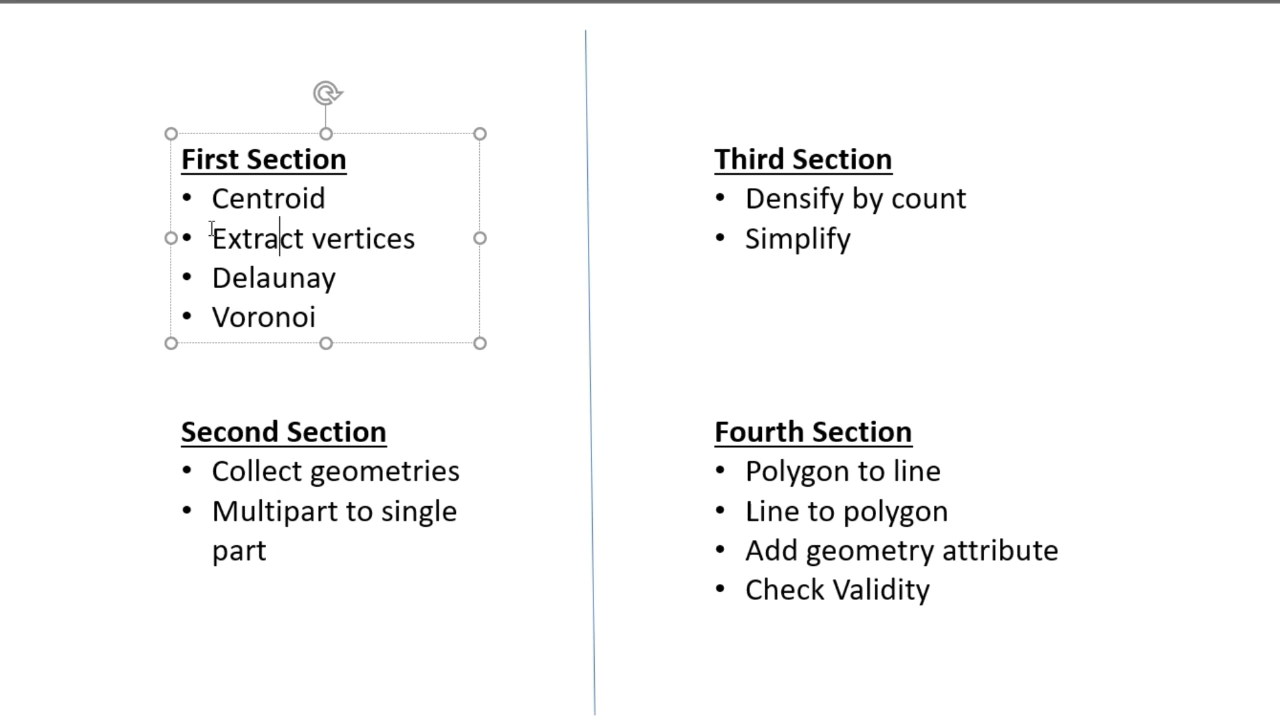 First Section
• Centroid
• Extract vertices
• Delaunay
• Voronoi
Second Section
• Collect geometries
• Multipart to single
part
Third Section
• Densify by count
• Simplify
Fourth Section
• Polygon to line
• Line to polygon
• Add geometry attribute
• Check Validity